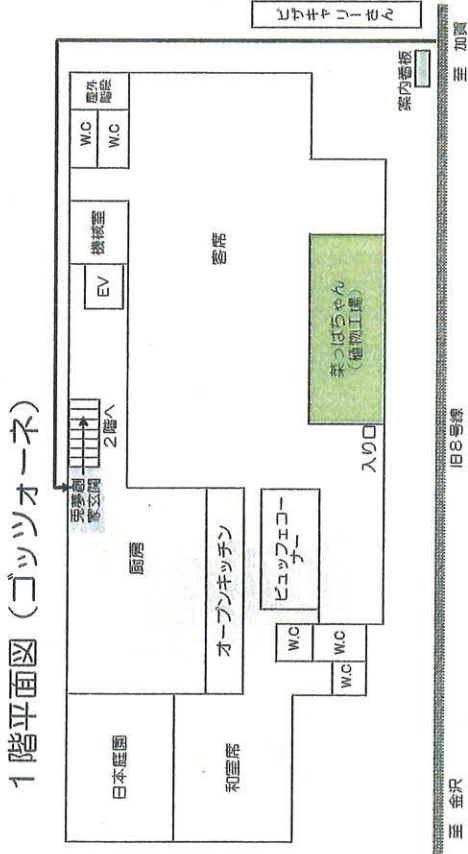 1階平面図(ゴッツォーネ)
ピザキャリーさん
至 加賀
案内看板
屋外
階段
W.C
W.C
機械室
EV
客席
菜っぱちゃん
(植物工場)
2階へ
芫夢創
家玄関
入り口
旧8号線
厨房
オープンキッチン
ビュッフェコー
ナー
W.C
W.C
W.C
日本庭園
和室席
至 金沢